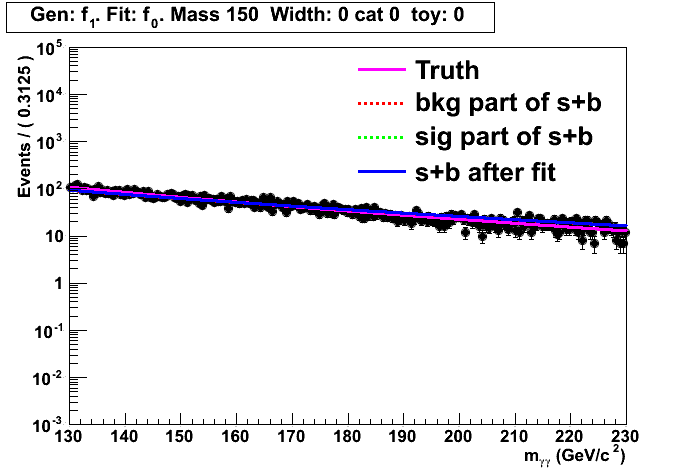 Gen: f1. Fit: f0. Mass 150 Width: 0 cat 0 toy: 0
Events / ( 0.3125 )
10^5
10^4
10^3
10^2
10
1
10^-1
10^-2
10^-3
Truth
bkg part of s+b
sig part of s+b
s+b after fit
130 140 150 160 170 180 190 200 210 220 230
mγγ (GeV/c^2)